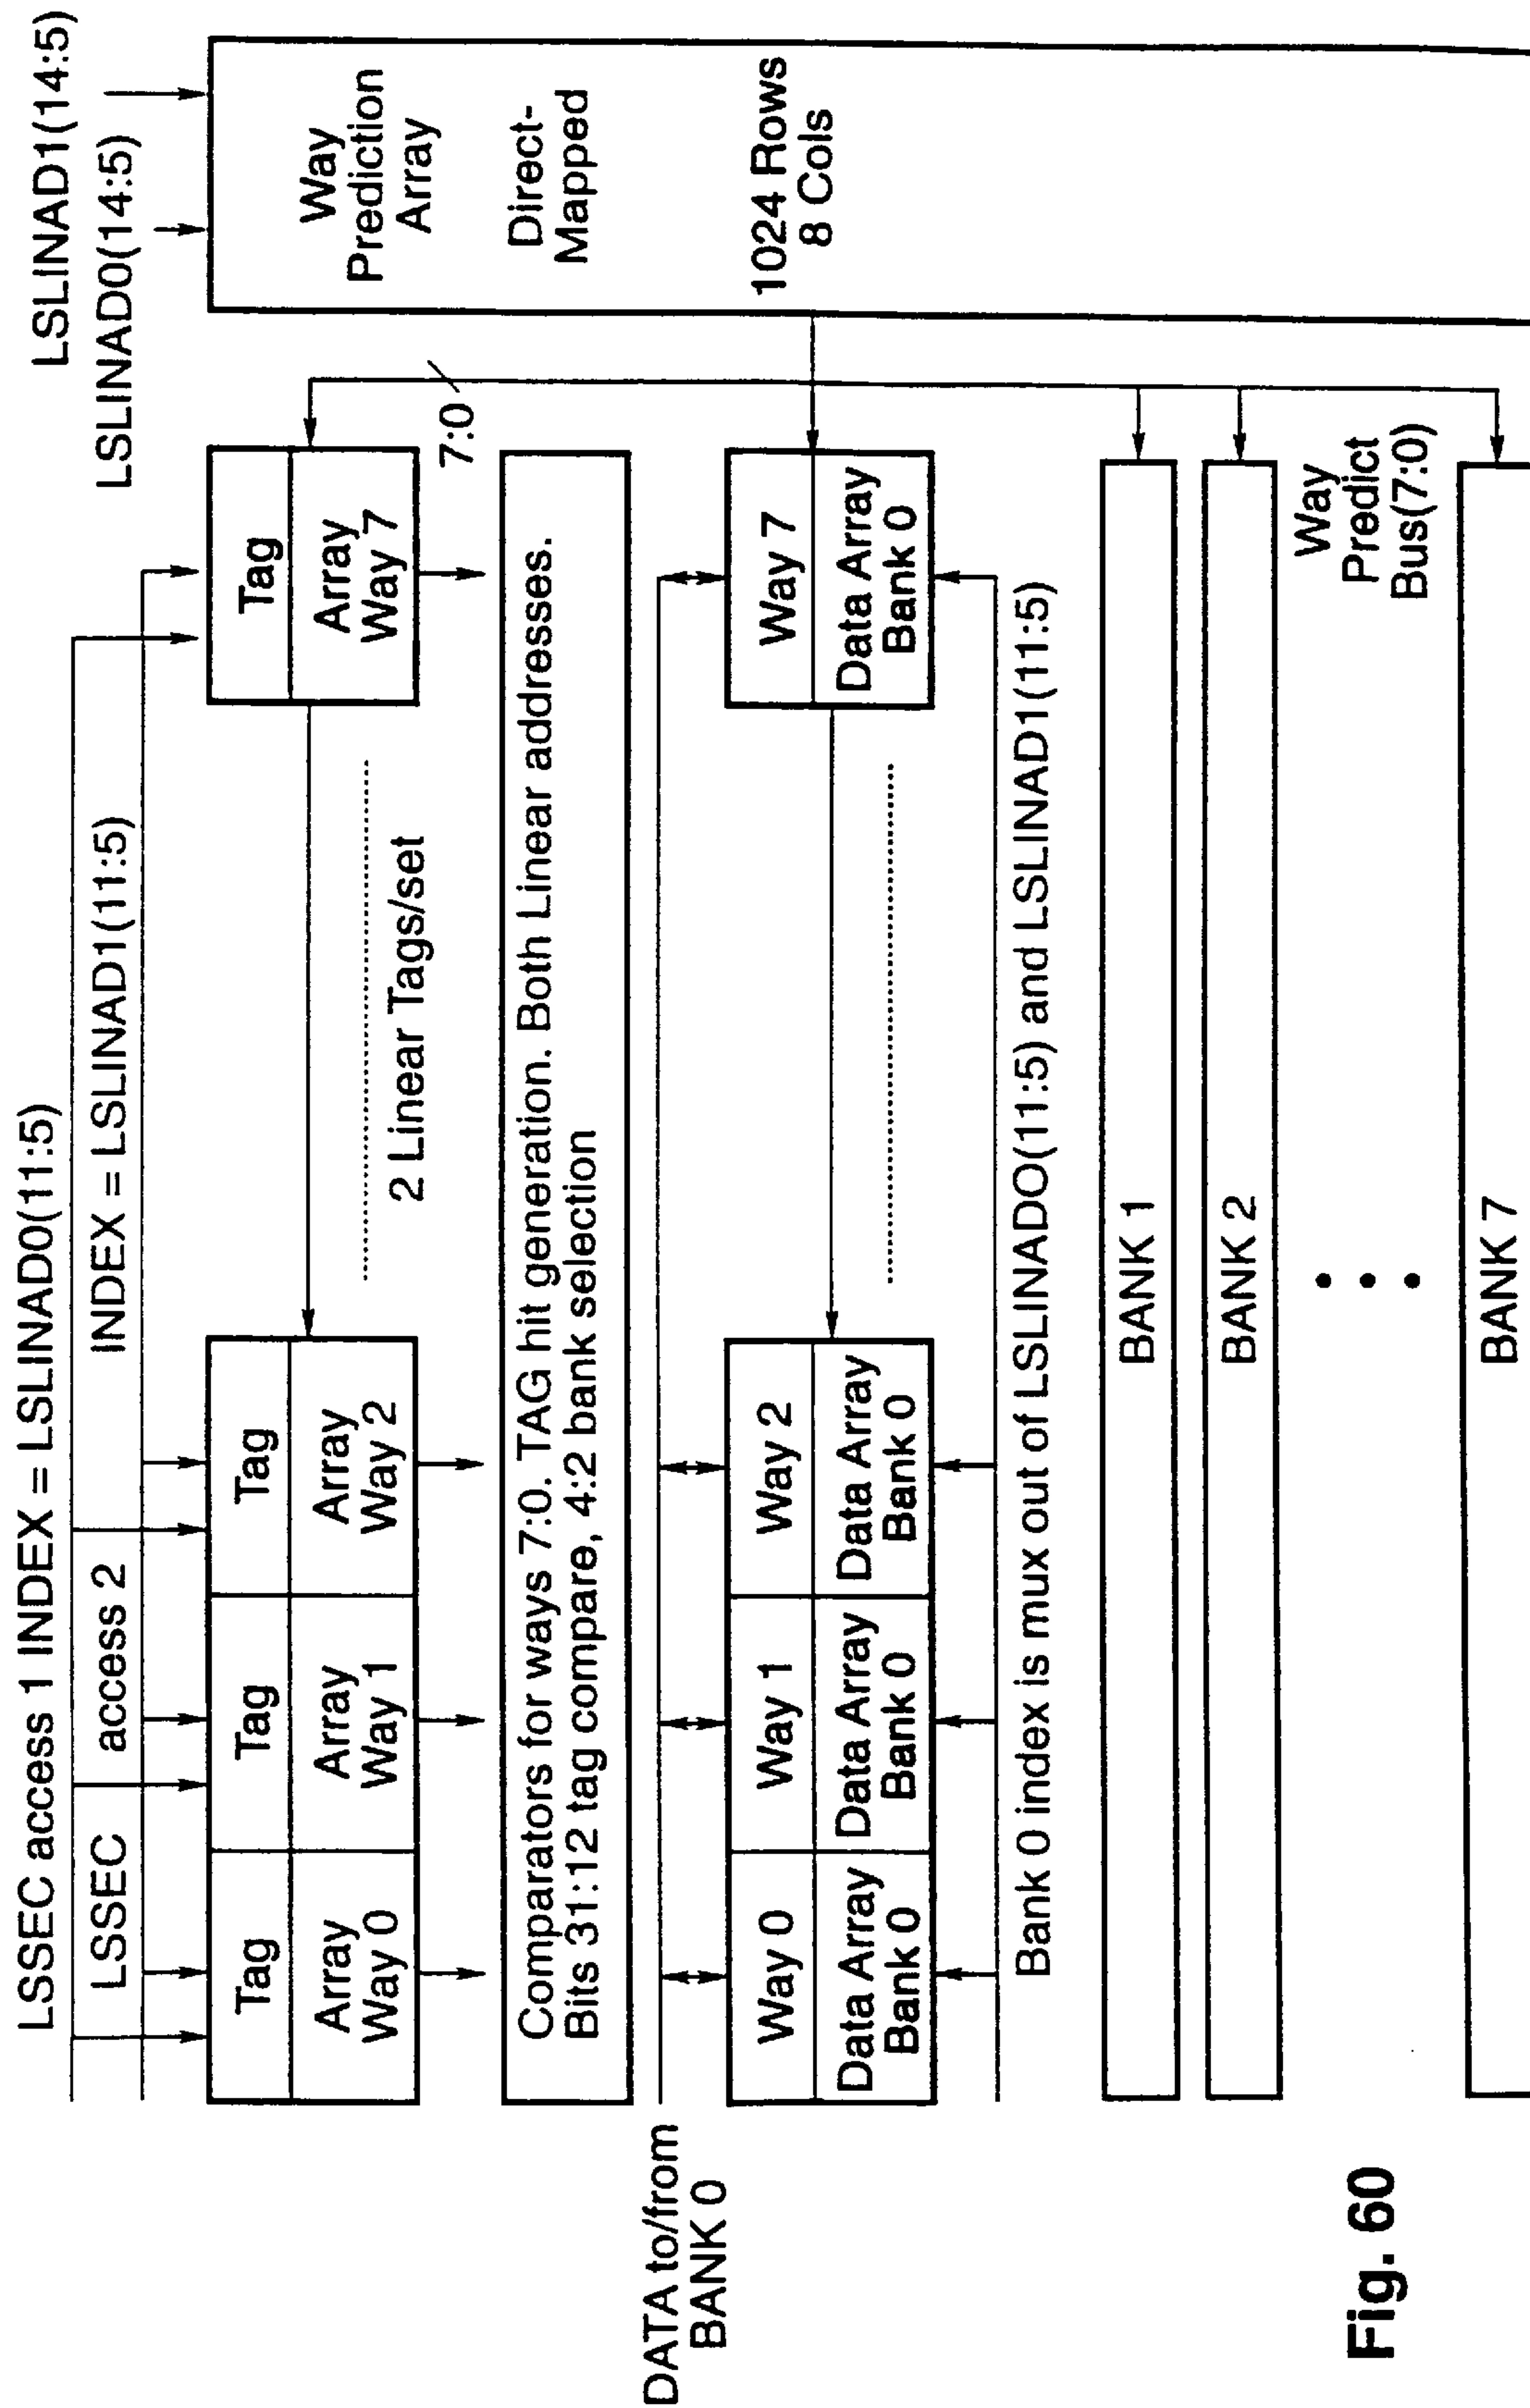 LSSEC access 1 INDEX = LSLINAD0(11:5)
LSSEC access 2 INDEX = LSLINAD1(11:5)
LSLINAD1(14:5)
LSLINAD0(14:5)
Tag
Array
Way 0
Tag
Array
Way 1
Tag
Array
Way 2
2 Linear Tags/set
Tag
Array
Way 7
7:0
Way
Prediction
Array
Direct-
Mapped
1024 Rows
8 Cols
Comparators for ways 7:0. TAG hit generation. Both Linear addresses.
Bits 31:12 tag compare, 4:2 bank selection
DATA to/from
BANK 0
Way 0
Data Array
Bank 0
Way 1
Data Array
Bank 0
Way 2
Data Array
Bank 0
Way 7
Data Array
Bank 0
Bank 0 index is mux out of LSLINADO(11:5) and LSLINAD1(11:5)
BANK 1
BANK 2
Way
Predict
Bus(7:0)
BANK 7
Fig. 60